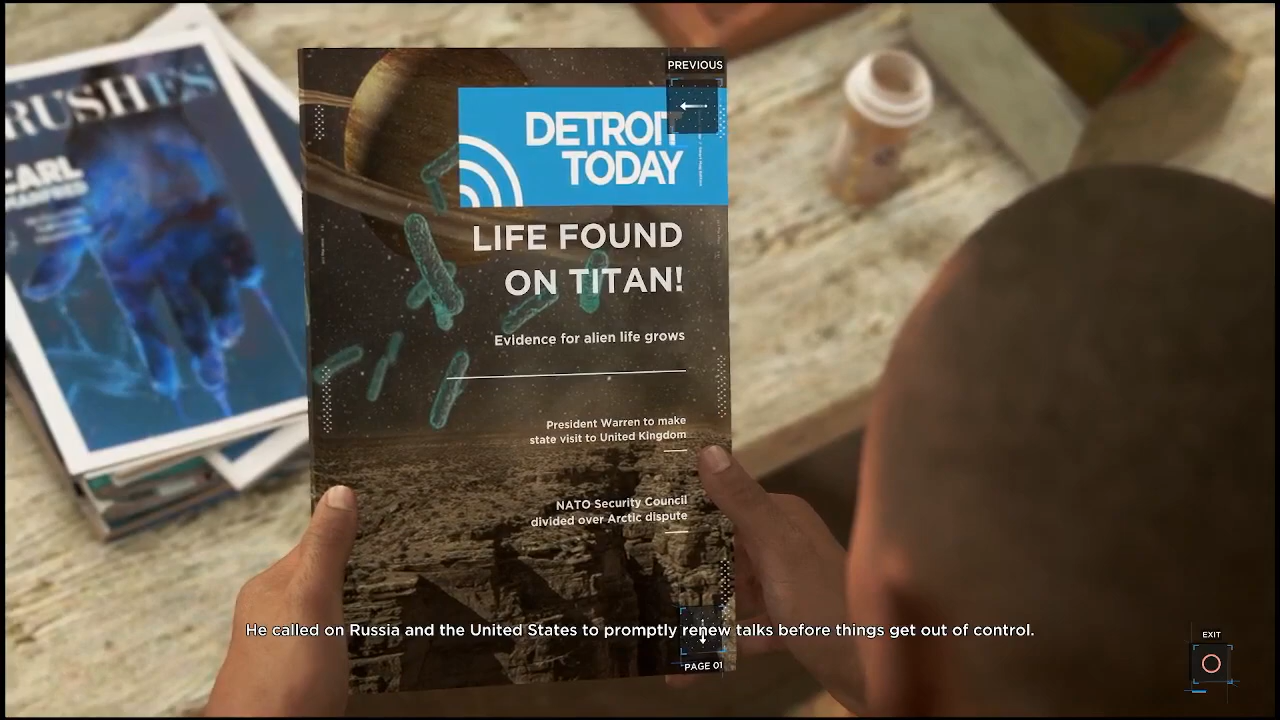 RUSHES
CARL
MANFRED
PREVIOUS
DETROIT
TODAY
LIFE FOUND
ON TITAN!
Evidence for alien life grows
President Warren to make
state visit to United Kingdom
NATO Security Council
divided over Arctic dispute
He called on Russia and the United States to promptly renew talks before things get out of control.
PAGE 01
EXIT